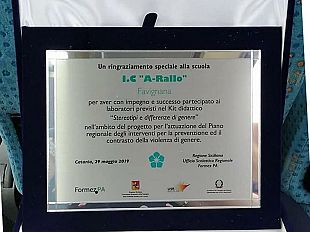 Un ringraziamento speciale alla scuola
I.C "A-Rallo"
Favignana
per aver con impegno e successo partecipato ai
laboratori previsti nel Kit didattico
"Stereotipi e differenze di genere"
nell'ambito del progetto per l'attuazione del Piano
regionale degli interventi per la prevenzione ed il
contrasto della violenza di genere.
Catania, 29 maggio 2019
Regione Siciliana
Ufficio Scolastico Regionale
Formez PA
FormezPA